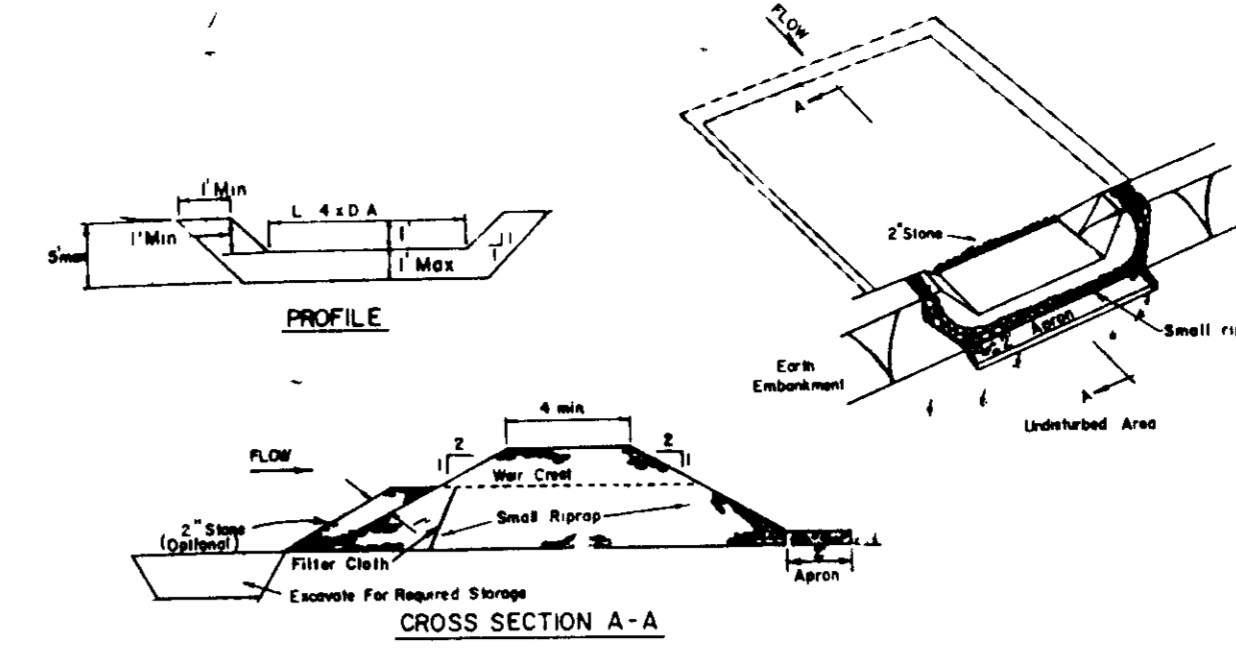 1' Min
L 4 x D A
1'
1' Min
1' Max
1
1
PROFILE
FLOW
A
2" Stone
Apron
Small
Earth
Embankment
A
Undisturbed Area
4 min
FLOW
2
1
2
1
Weir Crest
2" Stone
(Optional)
Small Riprap
Filter Cloth
Apron
Excavate For Required Storage
CROSS SECTION A-A